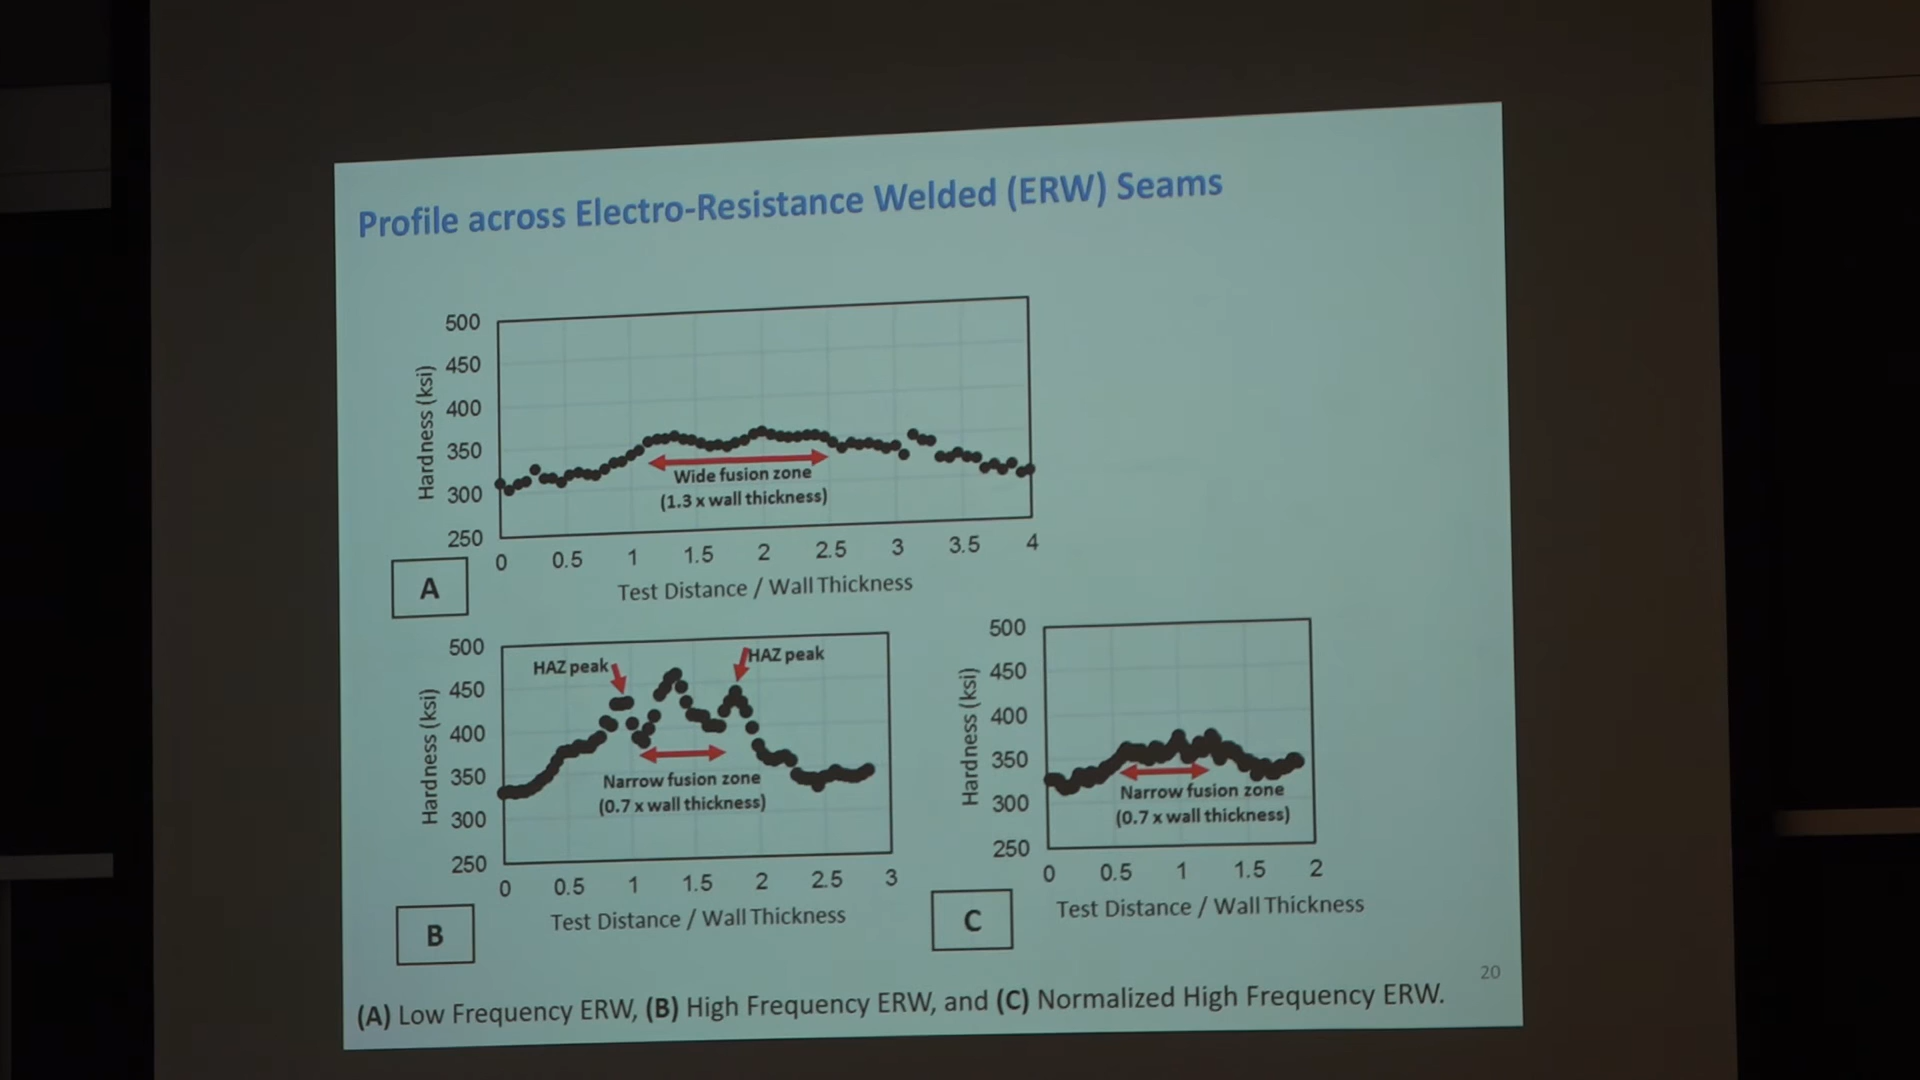 Profile across Electro-Resistance Welded (ERW) Seams
500
450
400
350
300
250
Hardness (ksi)
Wide fusion zone
(1.3 x wall thickness)
0 0.5 1 1.5 2 2.5 3 3.5 4
Test Distance / Wall Thickness
A
500
450
400
350
300
250
Hardness (ksi)
HAZ peak
HAZ peak
Narrow fusion zone
(0.7 x wall thickness)
0 0.5 1 1.5 2 2.5 3
Test Distance / Wall Thickness
B
500
450
400
350
300
250
Hardness (ksi)
Narrow fusion zone
(0.7 x wall thickness)
0 0.5 1 1.5 2
Test Distance / Wall Thickness
C
20
(A) Low Frequency ERW, (B) High Frequency ERW, and (C) Normalized High Frequency ERW.